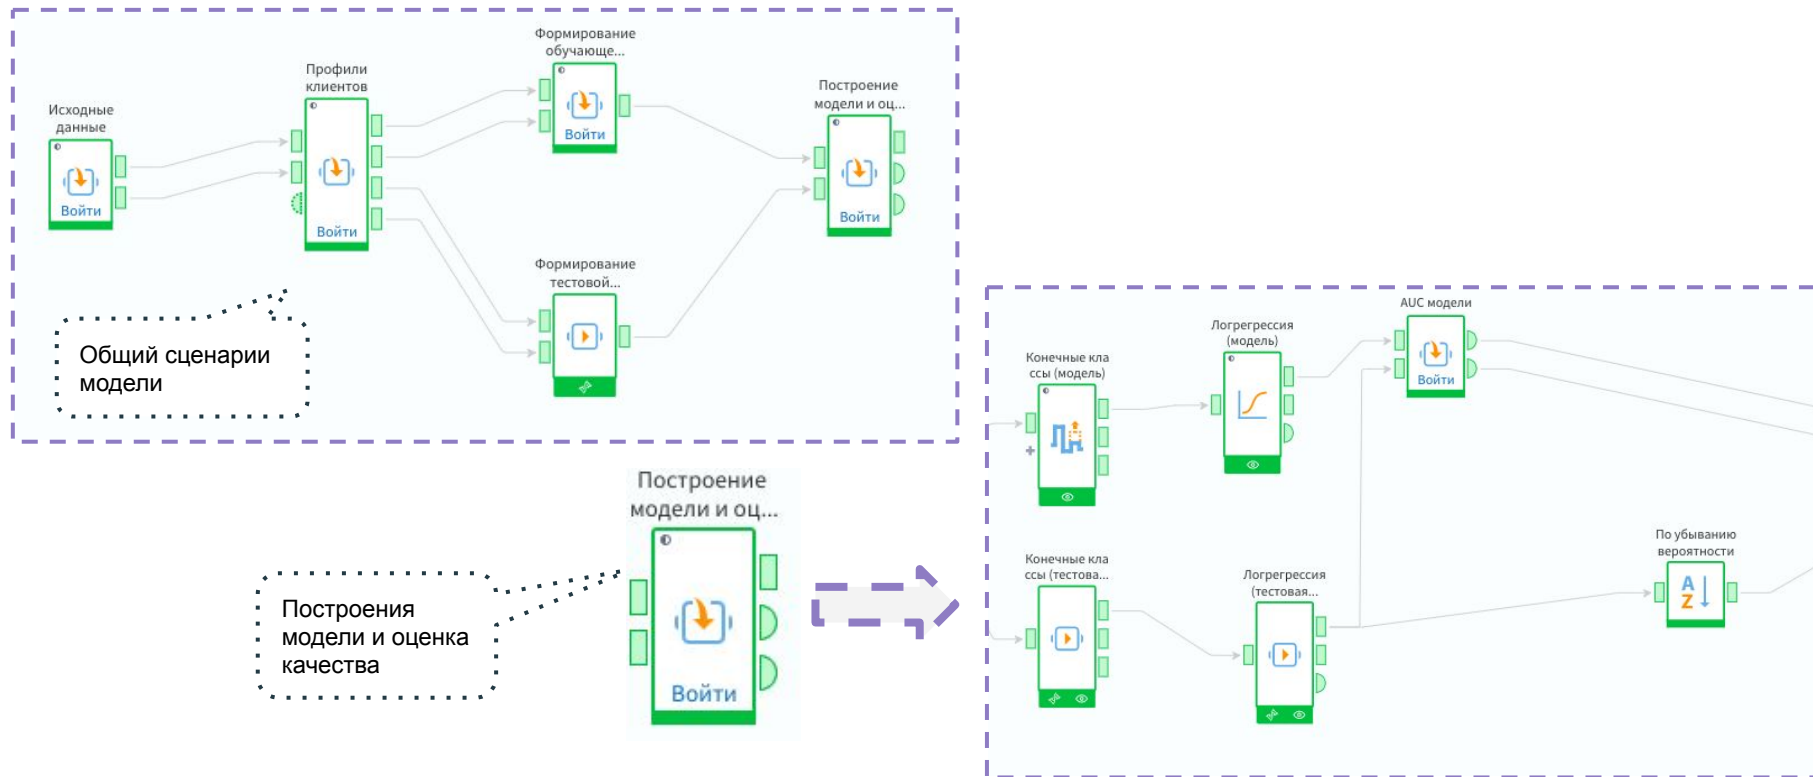 Исходные
данные
Войти
Профили
клиентов
Войти
Формирование
обучающе...
Войти
Построение
модели и оц...
Войти
Формирование
тестовой...
Общий сценарии
модели
Построение
модели и оц...
Войти
Построения
модели и оценка
качества
Конечные кла
ссы (модель)
Логрегрессия
(модель)
AUC модели
Войти
Конечные кла
ссы (тестова...
Логрегрессия
(тестовая...
По убыванию
вероятности
A
Z